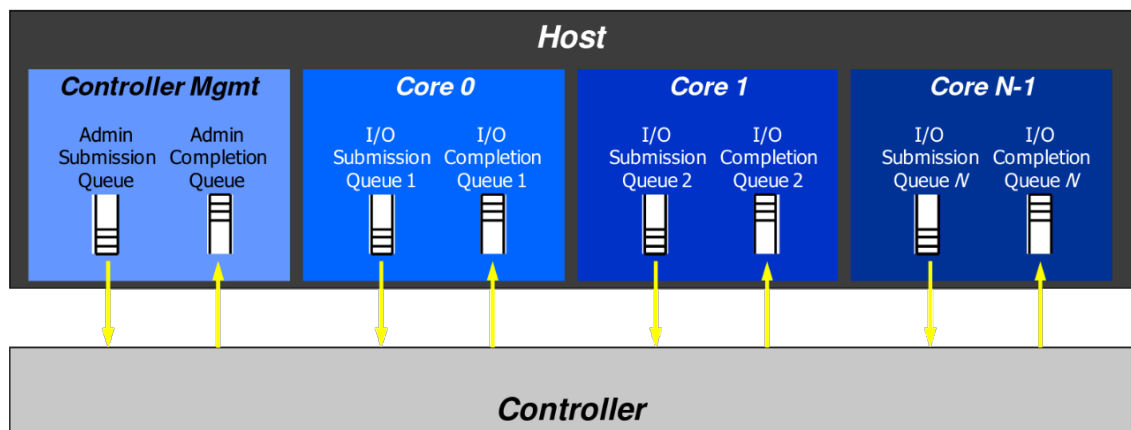 Host
Controller Mgmt
Admin
Submission
Queue
Admin
Completion
Queue
Core 0
I/O
Submission
Queue 1
I/O
Completion
Queue 1
Core 1
I/O
Submission
Queue 2
I/O
Completion
Queue 2
Core N-1
I/O
Submission
Queue N
I/O
Completion
Queue N
Controller